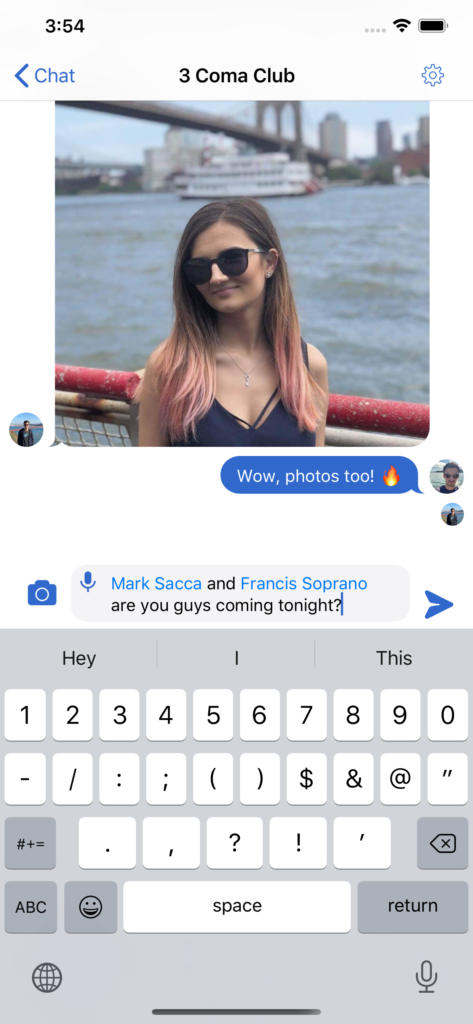 3:54
Chat
3 Coma Club
Wow, photos too! 🔥
Mark Sacca and Francis Soprano
are you guys coming tonight?
Hey I This
1 2 3 4 5 6 7 8 9 0
- / : ; ( ) $ & @ ”
#+= . , ? ! ’
ABC space return